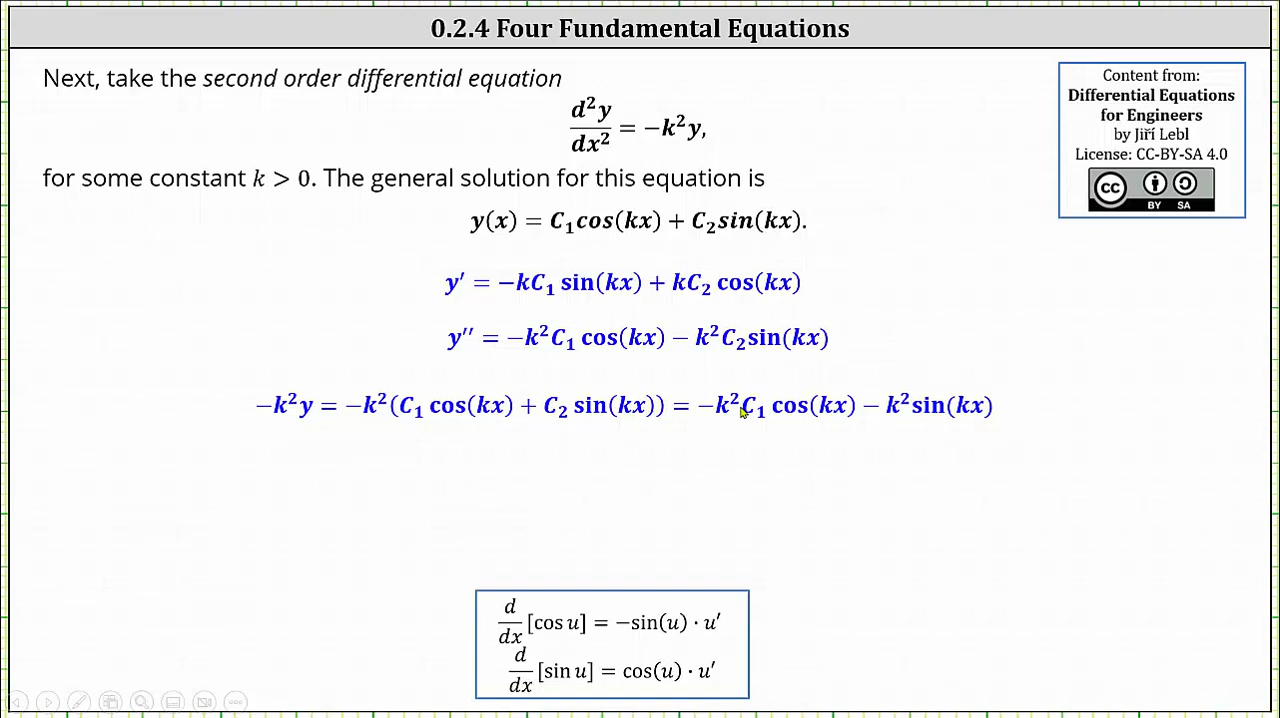 0.2.4 Four Fundamental Equations
Next, take the second order differential equation
d²y/dx² = −k²y,
for some constant k > 0. The general solution for this equation is
y(x) = C₁cos(kx) + C₂sin(kx).
y′ = −kC₁ sin(kx) + kC₂ cos(kx)
y′′ = −k²C₁ cos(kx) − k²C₂sin(kx)
−k²y = −k²(C₁ cos(kx) + C₂ sin(kx)) = −k²C₁ cos(kx) − k²sin(kx)
Content from:
Differential Equations
for Engineers
by Jiří Lebl
License: CC-BY-SA 4.0
cc
BY SA
d/dx [cos u] = −sin(u) · u′
d/dx [sin u] = cos(u) · u′